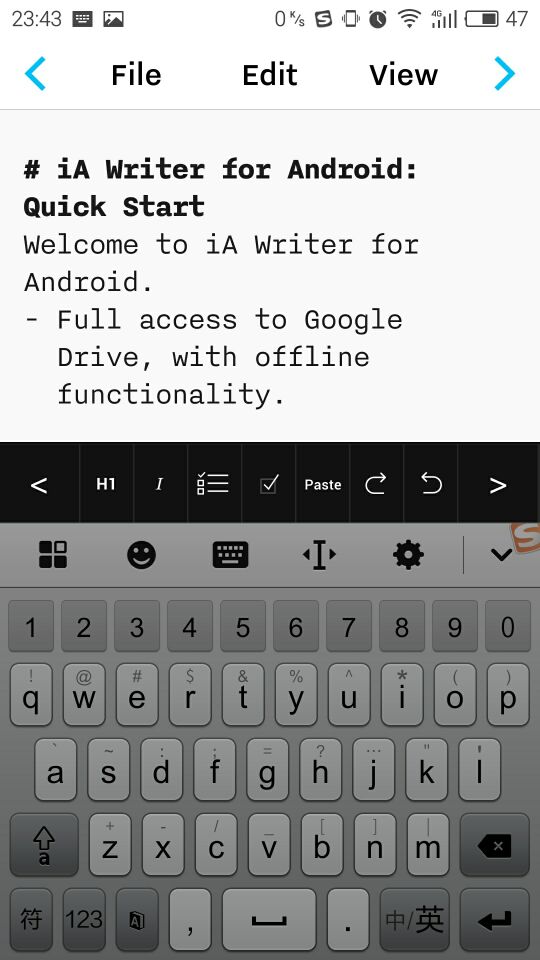 23:43 0 K/s 4G 47
File Edit View
# iA Writer for Android:
Quick Start
Welcome to iA Writer for
Android.
- Full access to Google
Drive, with offline
functionality.
< H1 I Paste >
1 2 3 4 5 6 7 8 9 0
! @ # $ & % ^ * ( )
q w e r t y u i o p
` ~ : ; = ? … " '
a s d f g h j k l
+ - / _ [ ] |
a z x c v b n m
符 123 , . 中/英